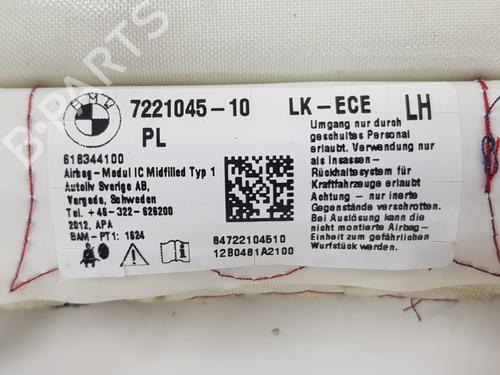 B-PARTS
BMW
7221045-10 LK-ECE LH
PL
618344100
Airbag-Modul IC Midfilled Typ 1
Autoliv Sverige AB,
Vargada, Schweden
Tel. +46-322-626200
2012, APA
BAM-PT1: 1624
84722104510
12B0481A2100
Umgang nur durch
geschultes Personal
erlaubt. Verwendung nur
als Insassen-
Rückhaltesystem für
Kraftfahrzeuge erlaubt
Achtung - nur inerte
Gegenstände verschrotten.
Bei Auslösung kann die
nicht montierte Airbag-
Einheit zum gefährlichen
Wurfstück werden.